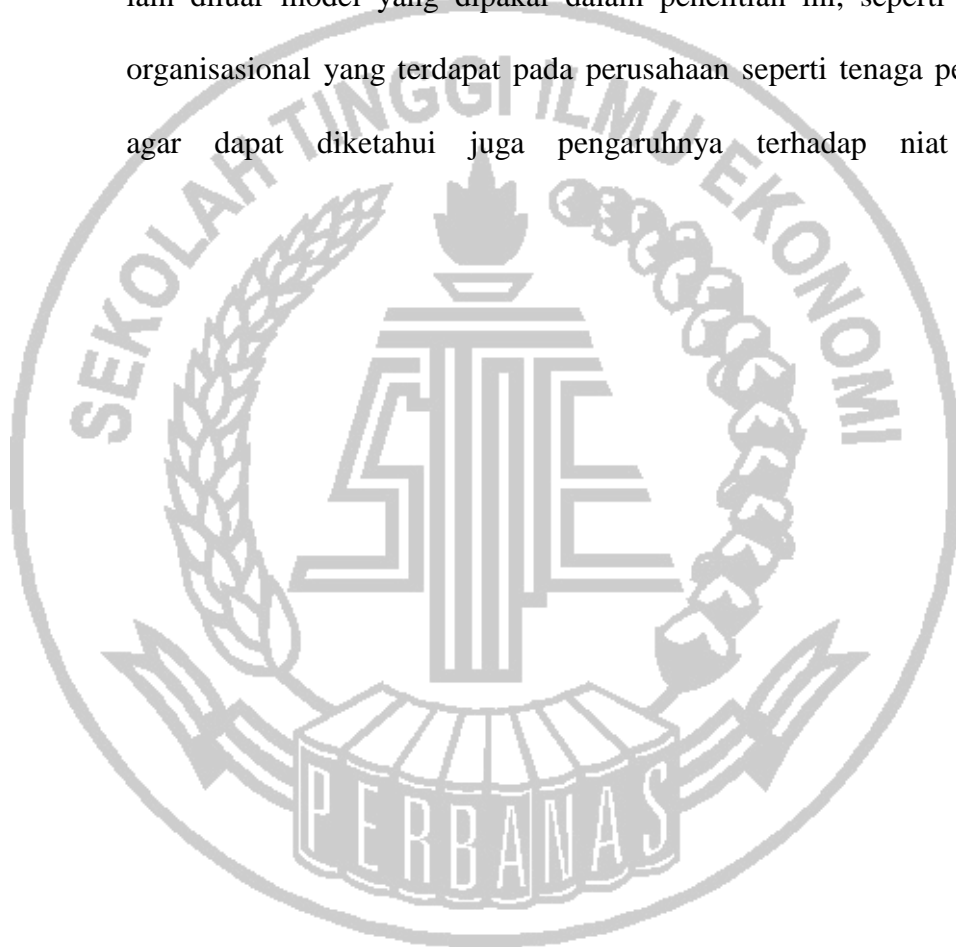 lain diluar model yang dipakai dalam penelitian ini, seperti
organisasional yang terdapat pada perusahaan seperti tenaga
agar dapat diketahui juga pengaruhnya terhadap niat
SEKOLAH TINGGI ILMU EKONOMI
STIE
PERBANAS